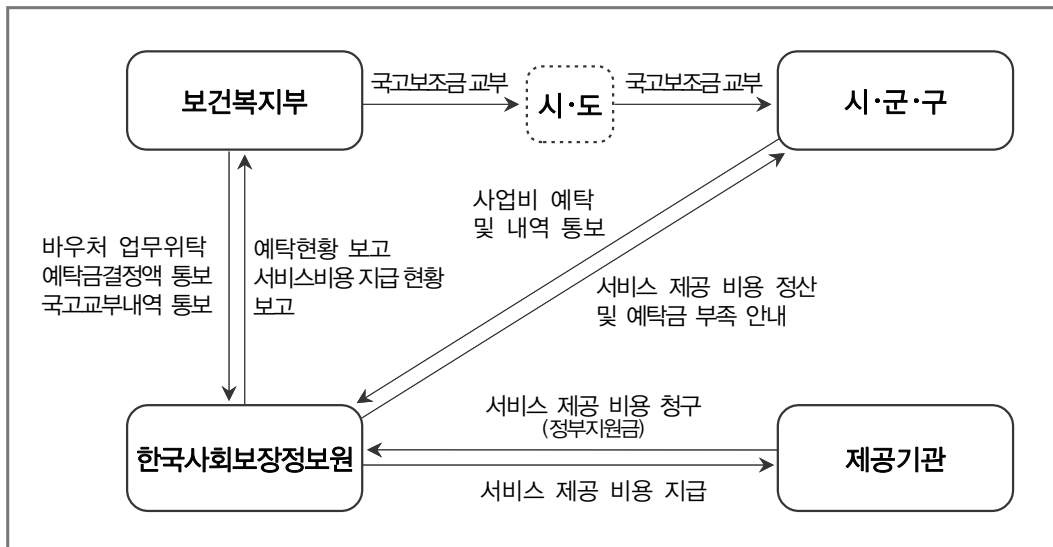 국고보조금 교부
국고보조금 교부
보건복지부
시·도
시·군·구
사업비 예탁
및 내역 통보
바우처 업무위탁
예탁금결정액 통보
국고교부내역 통보
예탁현황 보고
서비스비용 지급 현황
보고
서비스 제공 비용 정산
및 예탁금 부족 안내
서비스 제공 비용 청구
(정부지원금)
한국사회보장정보원
제공기관
서비스 제공 비용 지급